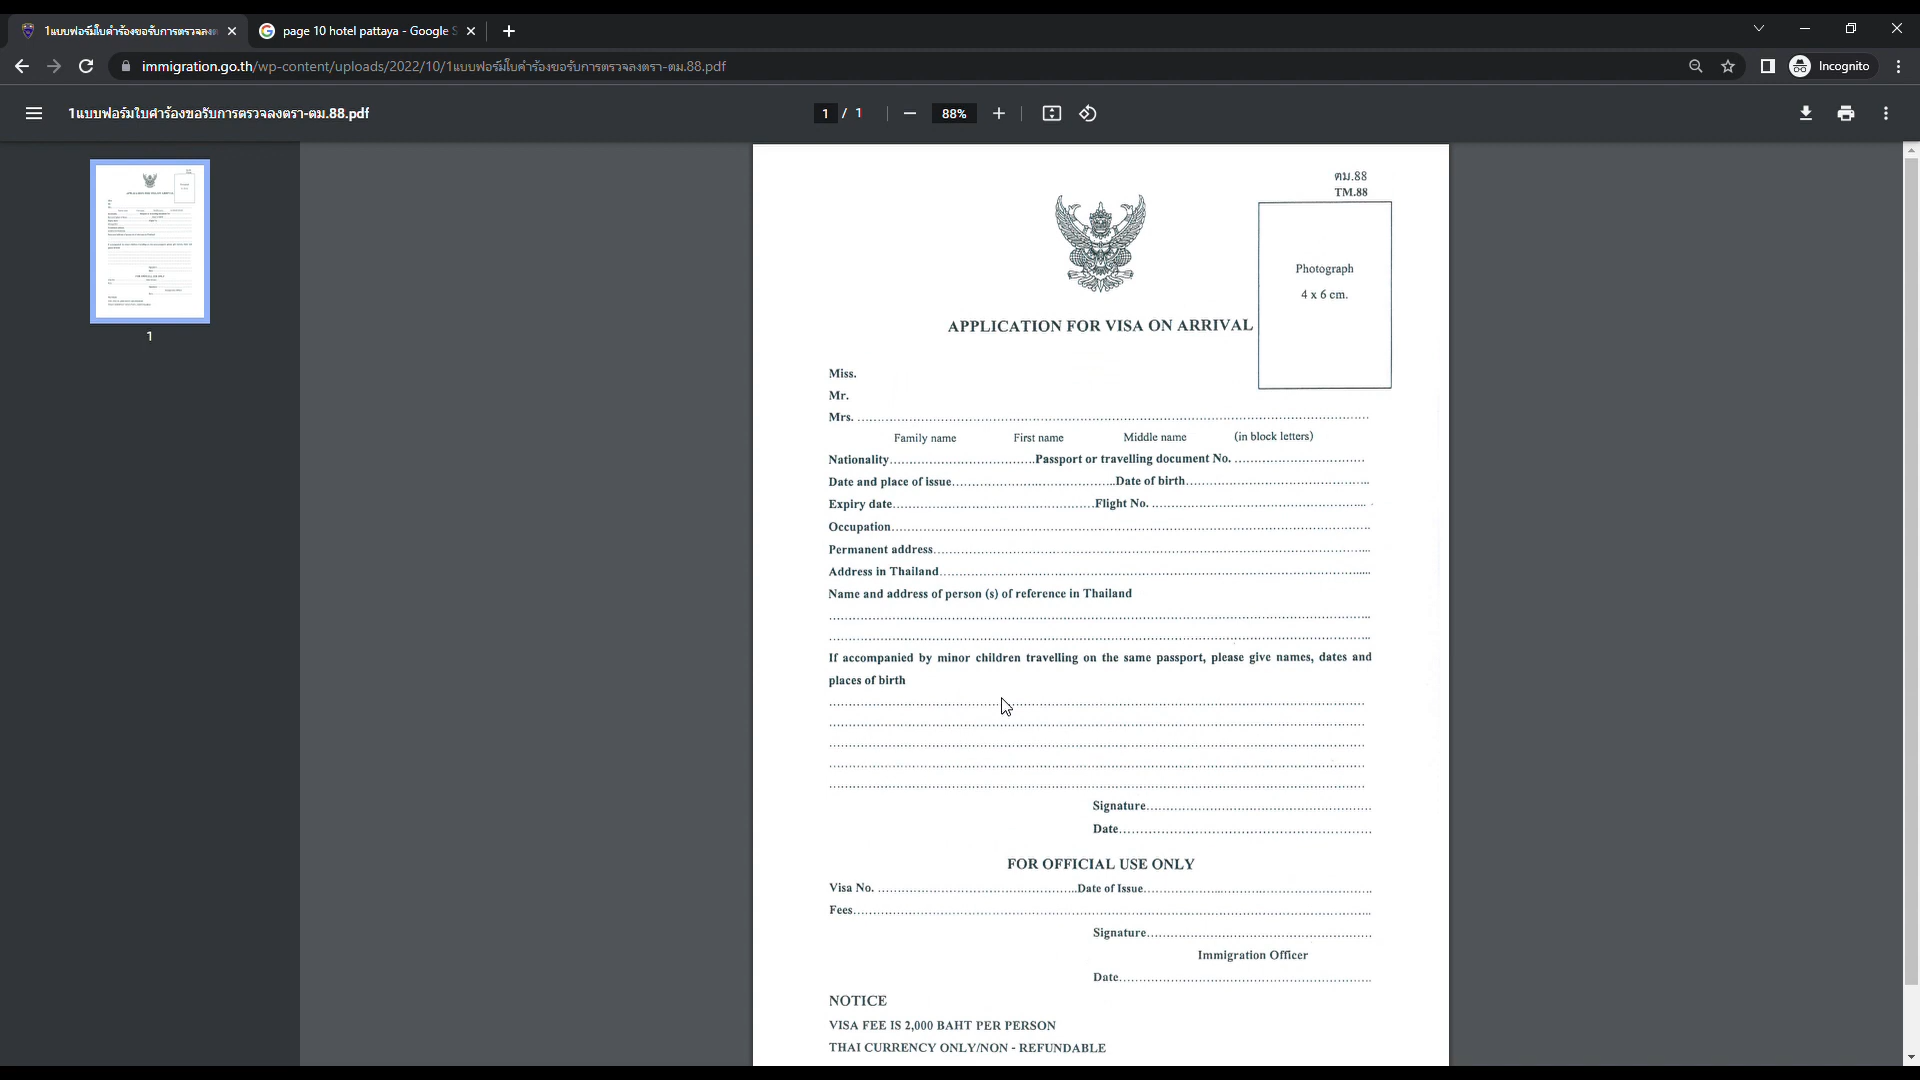 1แบบฟอร์มใบคำร้องขอรับการตรวจลงต
page 10 hotel pattaya - Google S
immigration.go.th/wp-content/uploads/2022/10/1แบบฟอร์มใบคำร้องขอรับการตรวจลงตรา-ตม.88.pdf
Incognito
1แบบฟอร์มใบคำร้องขอรับการตรวจลงตรา-ตม.88.pdf
1 / 1
88%
1
ตม.88
TM.88
Photograph
4 x 6 cm.
APPLICATION FOR VISA ON ARRIVAL
Miss.
Mr.
Mrs.
Family name First name Middle name (in block letters)
Nationality Passport or travelling document No.
Date and place of issue Date of birth
Expiry date Flight No.
Occupation
Permanent address
Address in Thailand
Name and address of person (s) of reference in Thailand
If accompanied by minor children travelling on the same passport, please give names, dates and
places of birth
Signature
Date
FOR OFFICIAL USE ONLY
Visa No. Date of Issue
Fees
Signature
Immigration Officer
Date
NOTICE
VISA FEE IS 2,000 BAHT PER PERSON
THAI CURRENCY ONLY/NON - REFUNDABLE